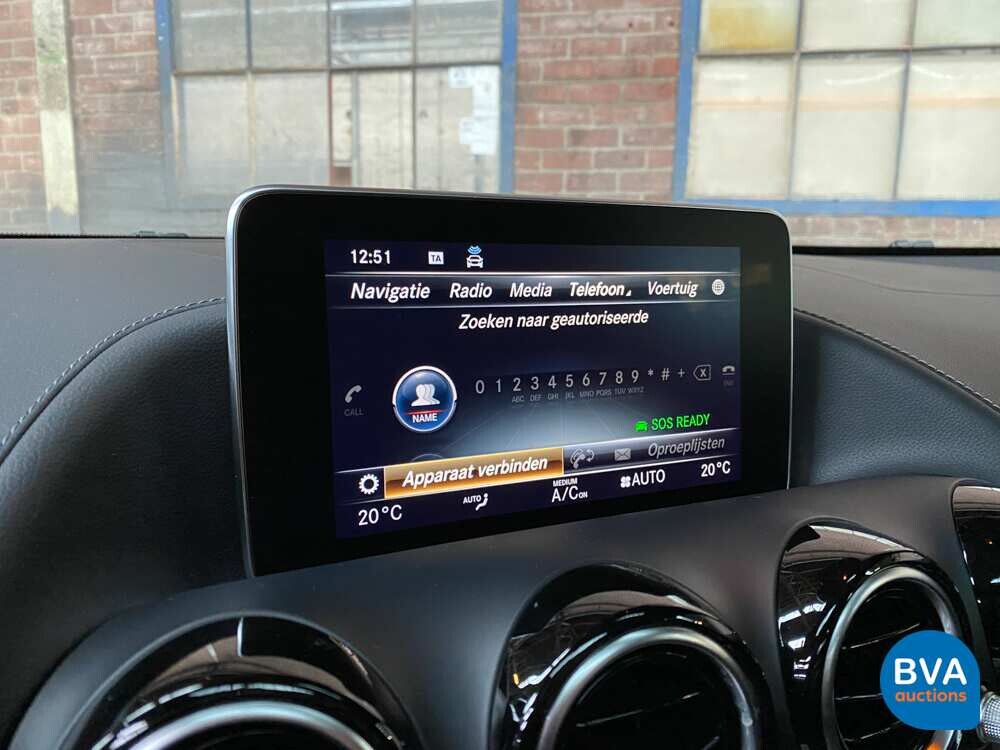 12:51 TA
Navigatie Radio Media Telefoon Voertuig
Zoeken naar geautoriseerde
CALL NAME 0 1 2 3 4 5 6 7 8 9 * # + X END
ABC DEF GHI JKL MNO PQRS TUV WXYZ
SOS READY
Apparaat verbinden Oproeplijsten
20°C AUTO MEDIUM A/C ON AUTO 20°C
BVA
auctions